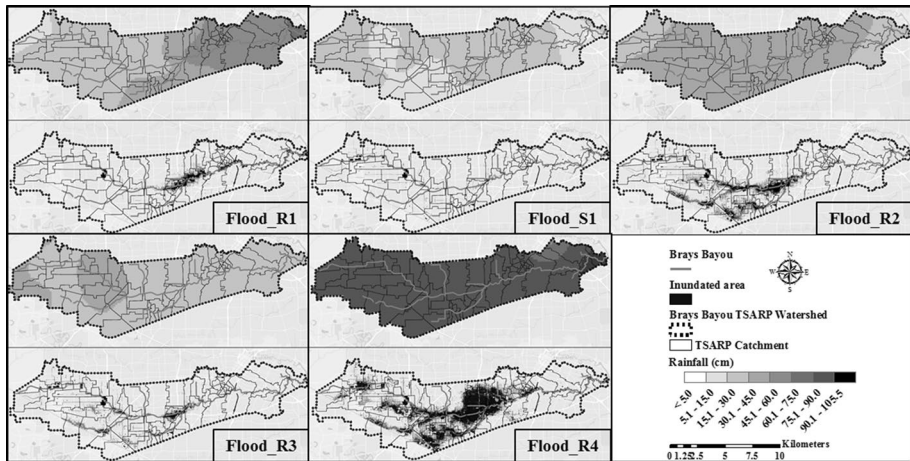 Flood_R1
Flood_S1
Flood_R2
Brays Bayou
N
W E
S
Inundated area
Brays Bayou TSARP Watershed
TSARP Catchment
Rainfall (cm)
< 5.0
5.1 - 15.0
15.1 - 30.0
30.1 - 45.0
45.1 - 60.0
60.1 - 75.0
75.1 - 90.0
90.1 - 105.5
Kilometers
0 1.25 2.5 5 7.5 10
Flood_R3
Flood_R4